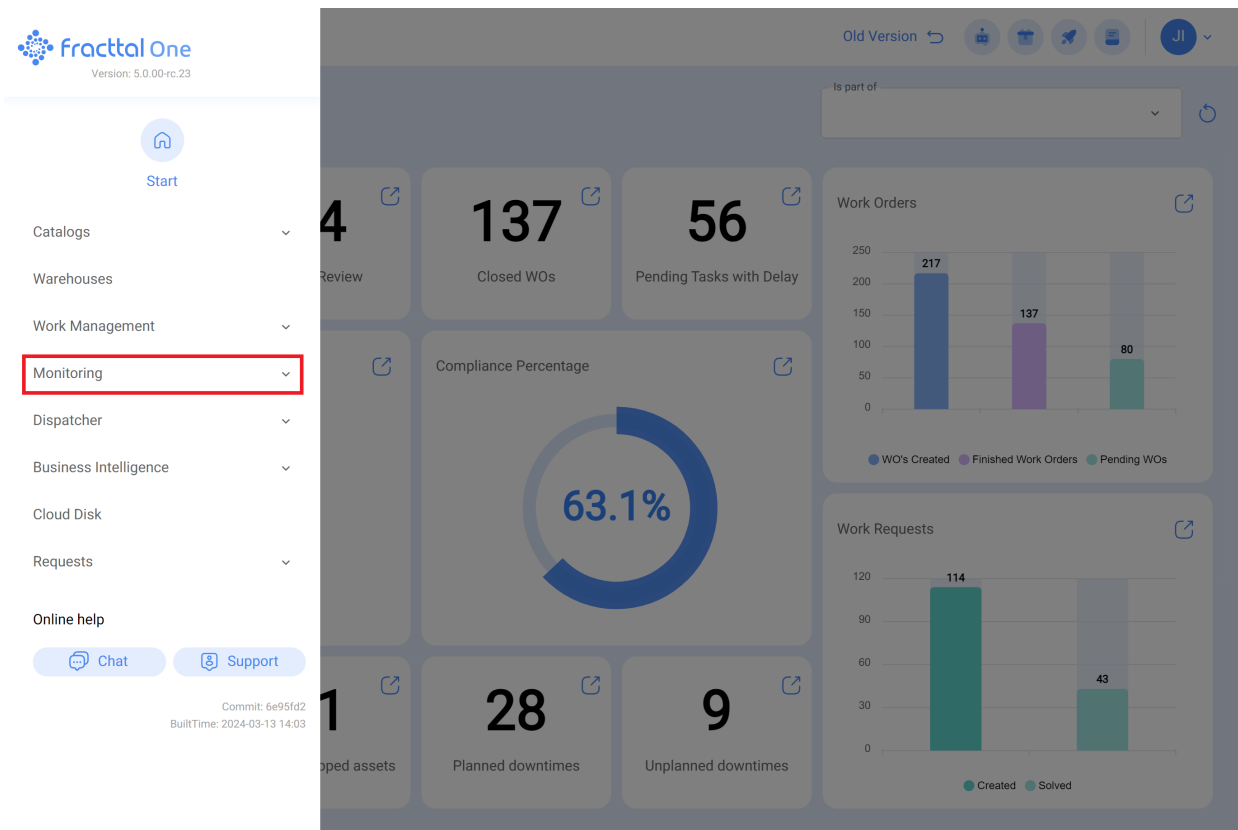 fracttal One
Version: 5.0.00-rc.23
Old Version
JI
Is part of
Start
Catalogs
Warehouses
Work Management
Monitoring
Dispatcher
Business Intelligence
Cloud Disk
Requests
Online help
Chat
Support
Commit: 6e95fd2
BuiltTime: 2024-03-13 14:03
4
Review
137
Closed WOs
56
Pending Tasks with Delay
Work Orders
250
200
150
100
50
0
217
137
80
WO's Created
Finished Work Orders
Pending WOs
Compliance Percentage
63.1%
Work Requests
120
90
60
30
0
114
43
Created
Solved
1
assets
28
Planned downtimes
9
Unplanned downtimes